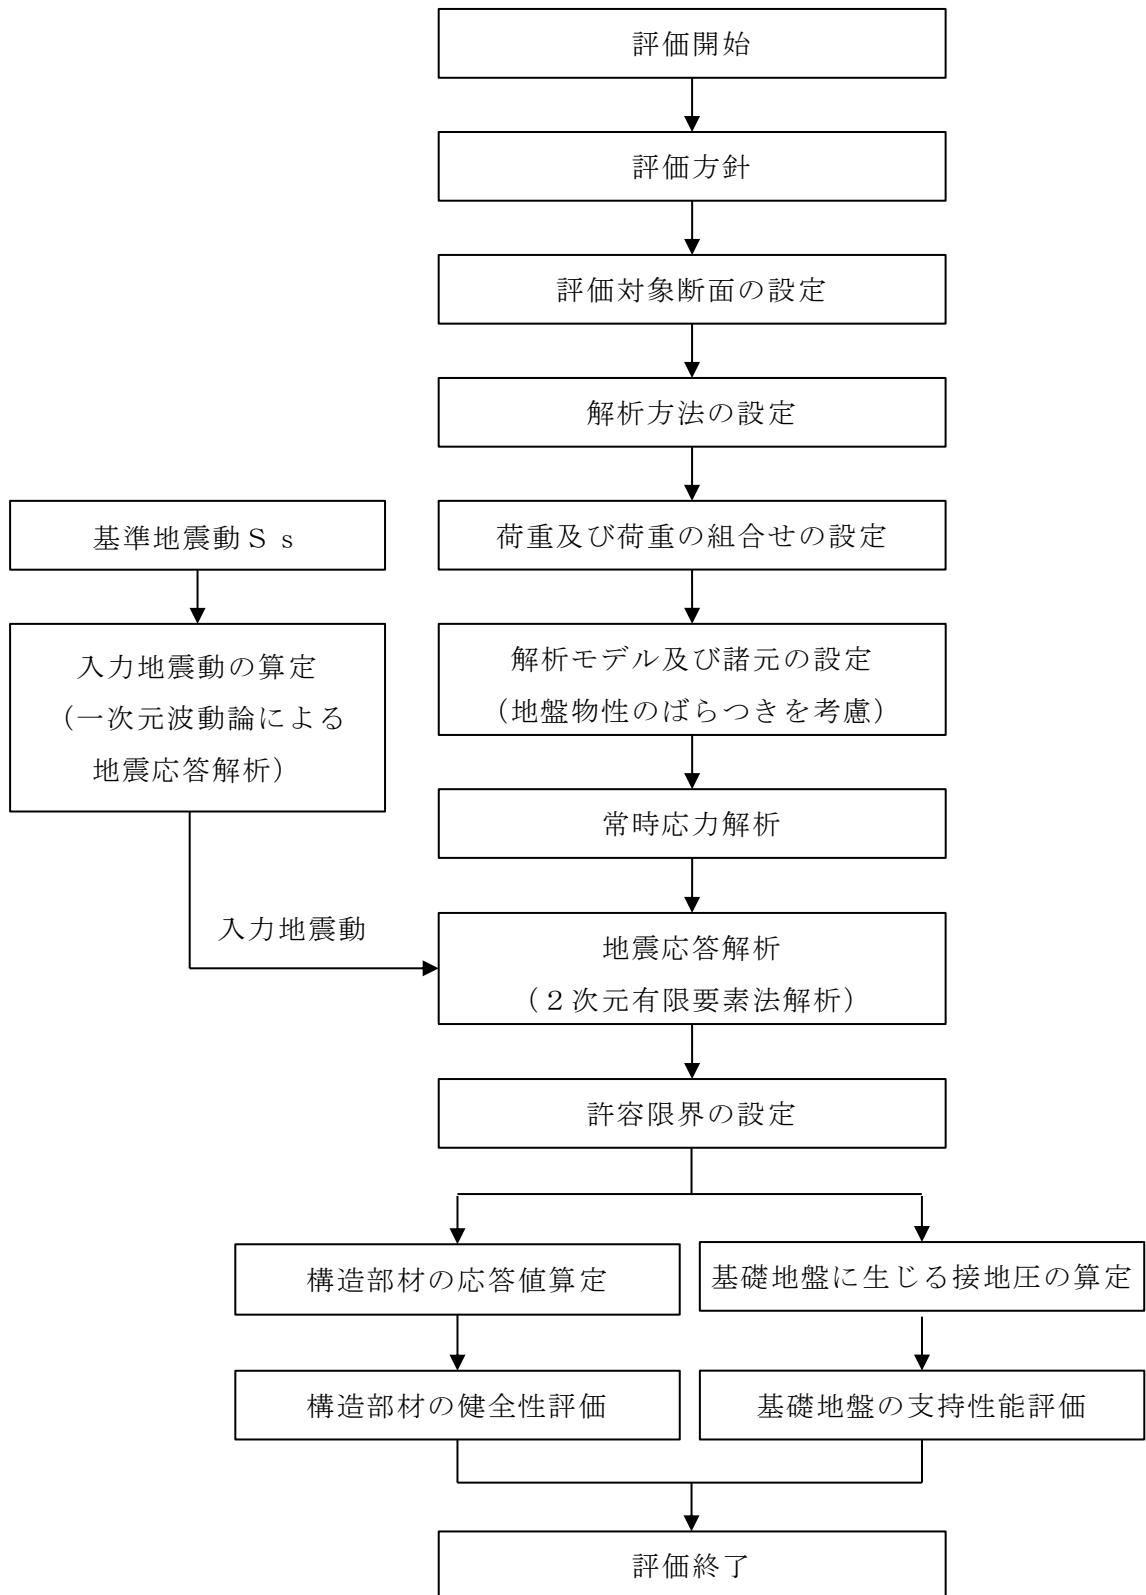 評価開始
評価方針
評価対象断面の設定
解析方法の設定
荷重及び荷重の組合せの設定
基準地震動Ｓｓ
入力地震動の算定
（一次元波動論による
地震応答解析）
解析モデル及び諸元の設定
（地盤物性のばらつきを考慮）
常時応力解析
入力地震動
地震応答解析
（２次元有限要素法解析）
許容限界の設定
構造部材の応答値算定
基礎地盤に生じる接地圧の算定
構造部材の健全性評価
基礎地盤の支持性能評価
評価終了